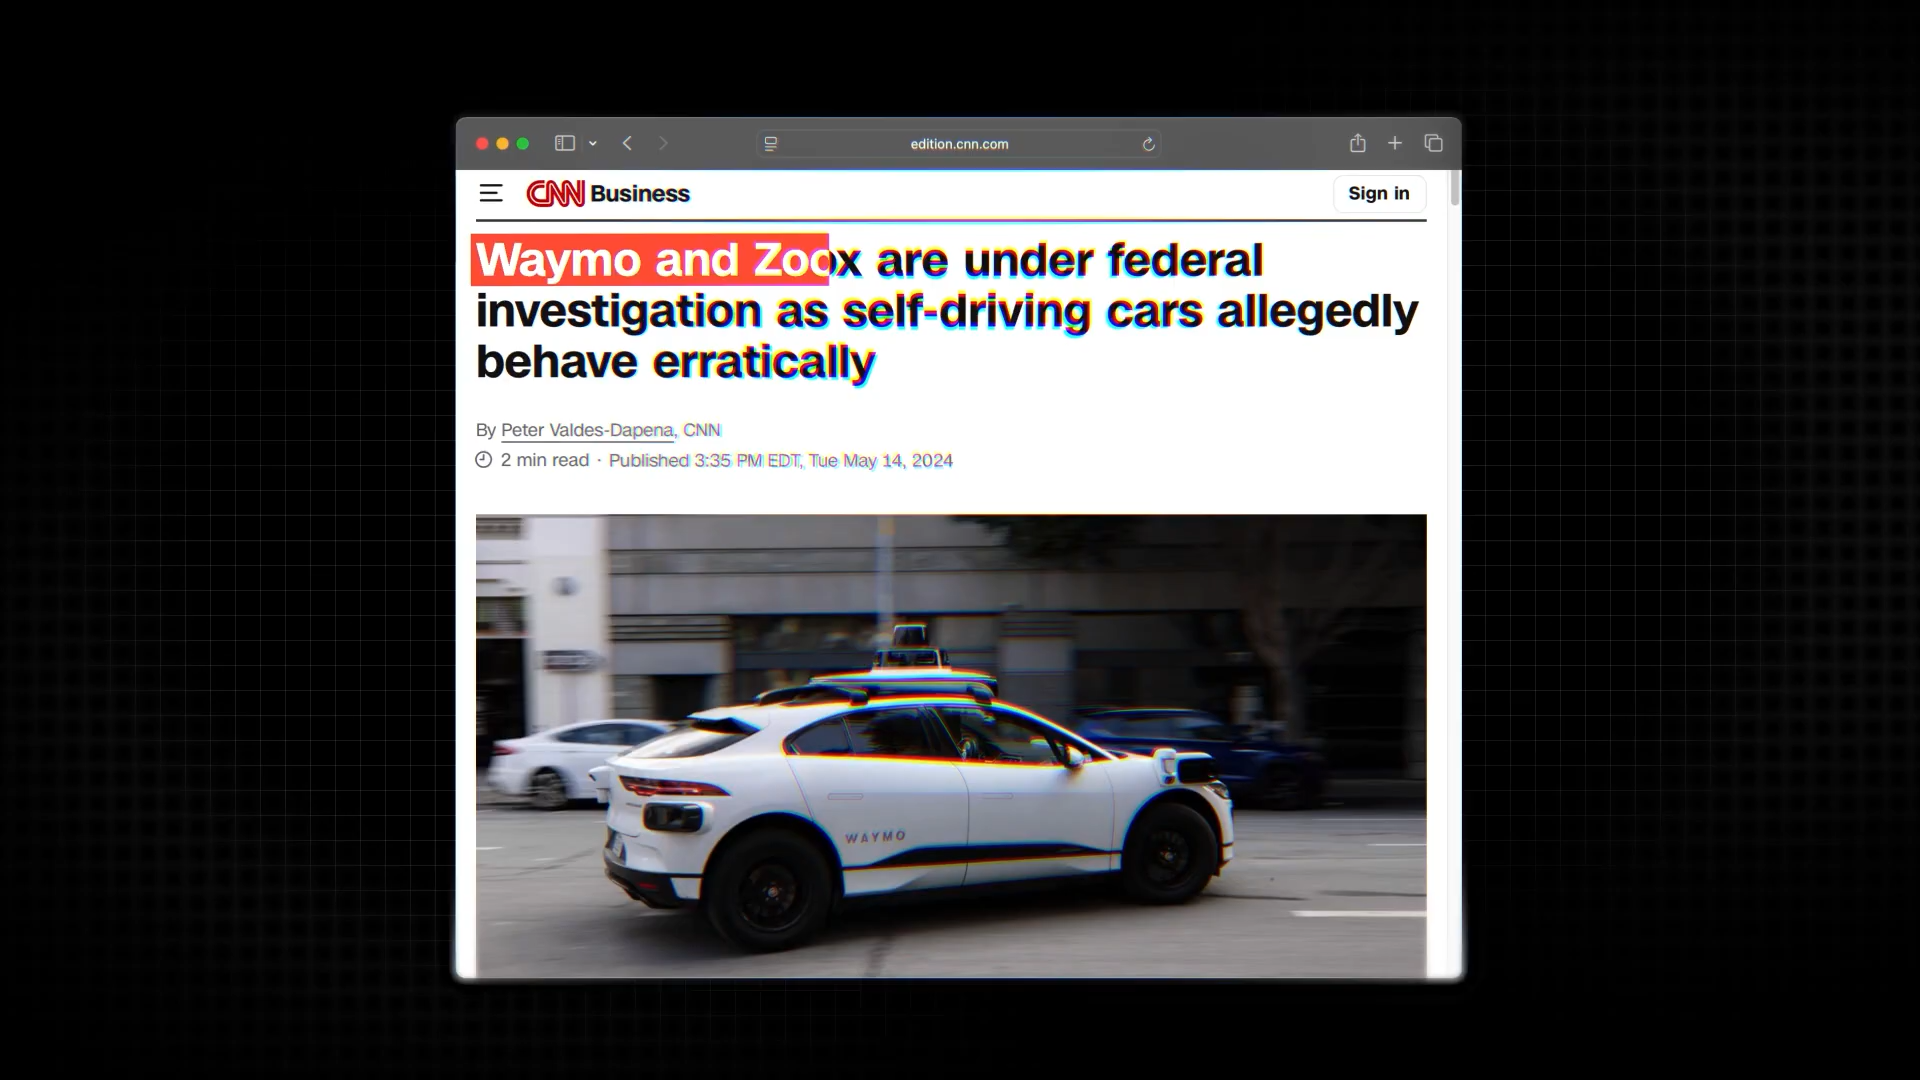 edition.cnn.com
CNN Business
Sign in
Waymo and Zoox are under federal
investigation as self-driving cars allegedly
behave erratically
By Peter Valdes-Dapena, CNN
2 min read · Published 3:35 PM EDT, Tue May 14, 2024
WAYMO